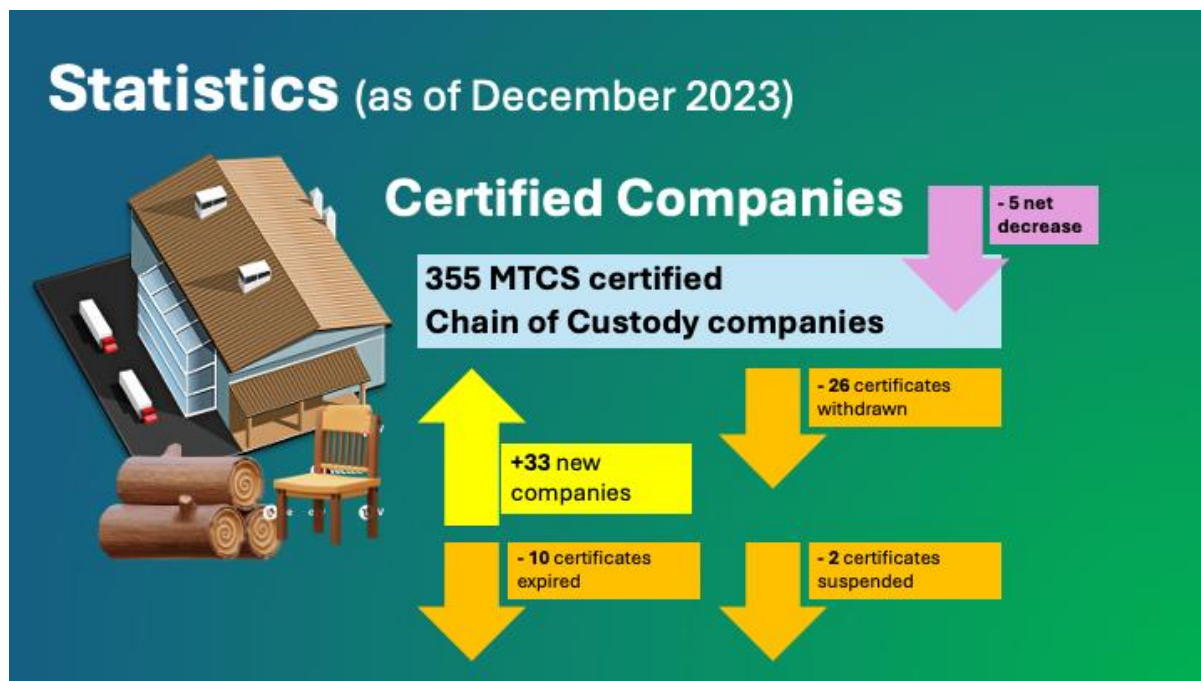 Statistics (as of December 2023)
Certified Companies
- 5 net
decrease
355 MTCS certified
Chain of Custody companies
- 26 certificates
withdrawn
+33 new
companies
- 10 certificates
expired
- 2 certificates
suspended